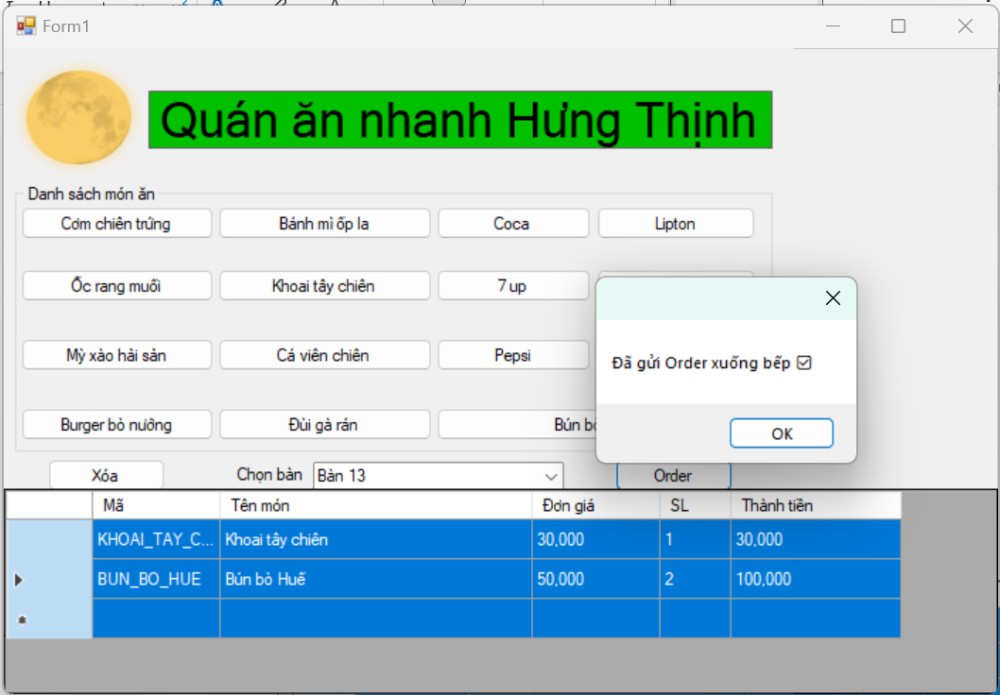 Form1
Quán ăn nhanh Hưng Thịnh
Danh sách món ăn
Cơm chiên trứng Bánh mì ốp la Coca Lipton
Ốc rang muối Khoai tây chiên 7 up
Mỳ xào hải sản Cá viên chiên Pepsi
Đã gửi Order xuống bếp ☑
Burger bò nướng Đùi gà rán Bún
OK
Xóa Chọn bàn Bàn 13 Order
Mã Tên món Đơn giá SL Thành tiền
KHOAI_TAY_C... Khoai tây chiên 30,000 1 30,000
BUN_BO_HUE Bún bò Huế 50,000 2 100,000